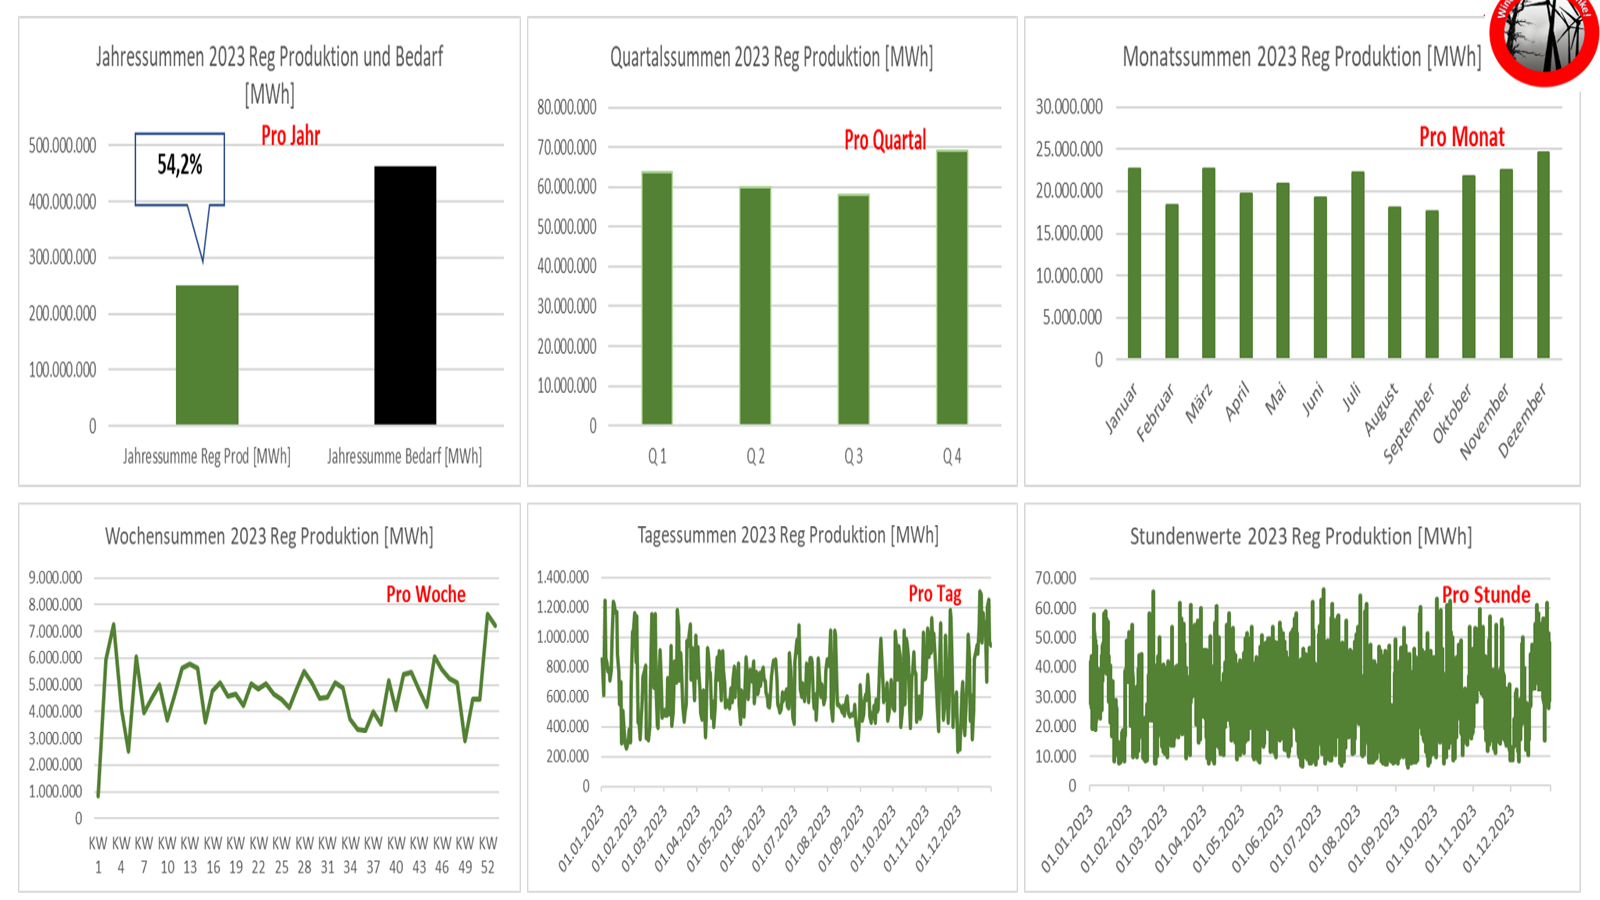 Jahressummen 2023 Reg Produktion und Bedarf
[MWh]
Pro Jahr
54,2%
500.000.000
400.000.000
300.000.000
200.000.000
100.000.000
0
Jahressumme Reg Prod [MWh]
Jahressumme Bedarf [MWh]
Quartalssummen 2023 Reg Produktion [MWh]
Pro Quartal
80.000.000
70.000.000
60.000.000
50.000.000
40.000.000
30.000.000
20.000.000
10.000.000
0
Q 1
Q 2
Q 3
Q 4
Monatssummen 2023 Reg Produktion [MWh]
Pro Monat
30.000.000
25.000.000
20.000.000
15.000.000
10.000.000
5.000.000
0
Januar
Februar
März
April
Mai
Juni
Juli
August
September
Oktober
November
Dezember
Wochensummen 2023 Reg Produktion [MWh]
Pro Woche
9.000.000
8.000.000
7.000.000
6.000.000
5.000.000
4.000.000
3.000.000
2.000.000
1.000.000
0
KW KW KW KW KW KW KW KW KW KW KW KW KW KW KW KW KW KW
1 4 7 10 13 16 19 22 25 28 31 34 37 40 43 46 49 52
Tagessummen 2023 Reg Produktion [MWh]
Pro Tag
1.400.000
1.200.000
1.000.000
800.000
600.000
400.000
200.000
0
01.01.2023
01.02.2023
01.03.2023
01.04.2023
01.05.2023
01.06.2023
01.07.2023
01.08.2023
01.09.2023
01.10.2023
01.11.2023
01.12.2023
Stundenwerte 2023 Reg Produktion [MWh]
Pro Stunde
70.000
60.000
50.000
40.000
30.000
20.000
10.000
0
01.01.2023
01.02.2023
01.03.2023
01.04.2023
01.05.2023
01.06.2023
01.07.2023
01.08.2023
01.09.2023
01.10.2023
01.11.2023
01.12.2023